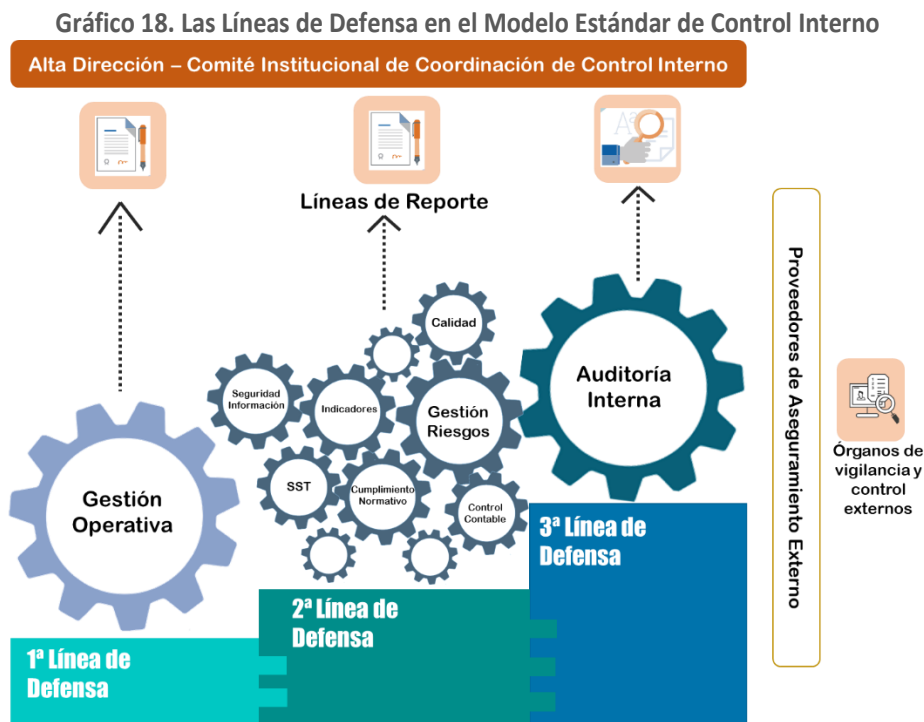 Gráfico 18. Las Líneas de Defensa en el Modelo Estándar de Control Interno
Alta Dirección – Comité Institucional de Coordinación de Control Interno
Líneas de Reporte
Calidad
Seguridad
Información
Indicadores
Gestión
Riesgos
SST
Cumplimiento
Normativo
Control
Contable
Auditoría
Interna
Gestión
Operativa
1ª Línea de
Defensa
2ª Línea de
Defensa
3ª Línea de
Defensa
Proveedores de Aseguramiento Externo
Órganos de
vigilancia y
control
externos